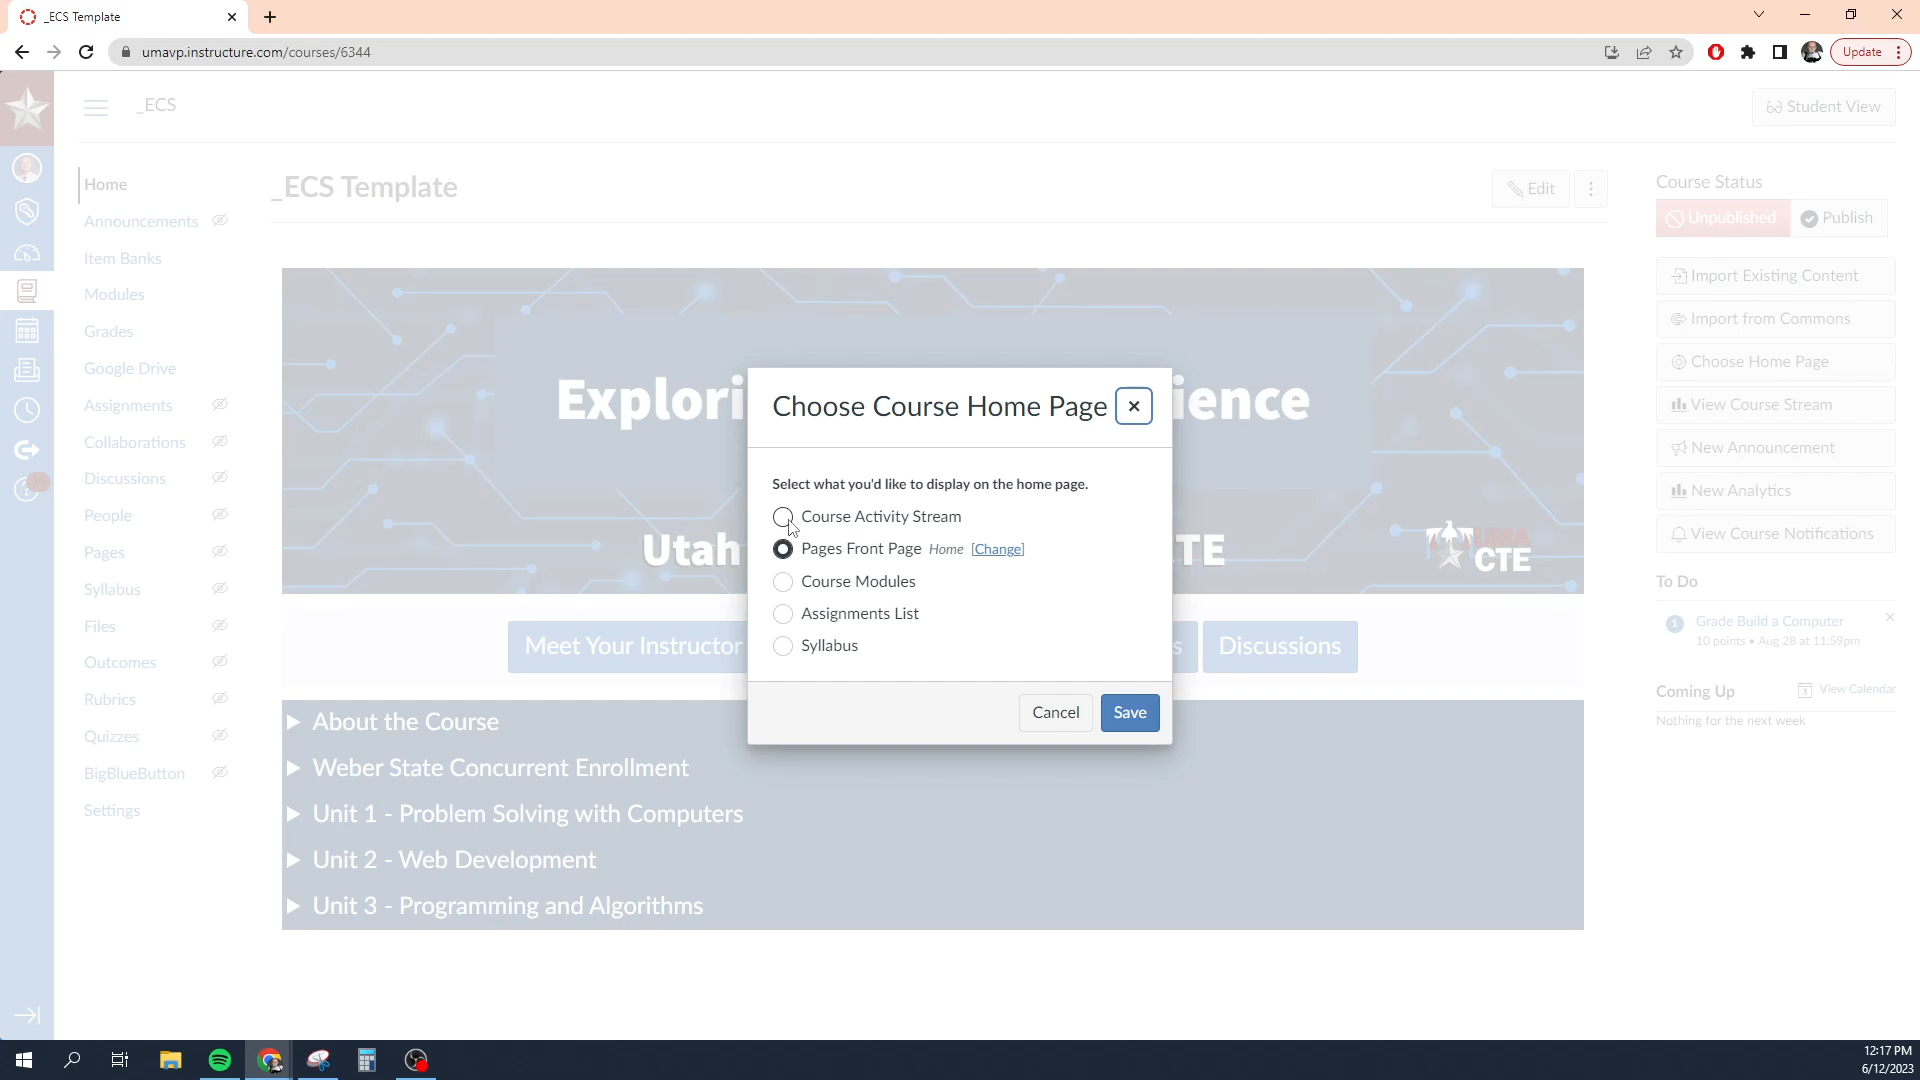 _ECS Template
umavp.instructure.com/courses/6344
Update
_ECS
Student View
Home
Announcements
Item Banks
Modules
Grades
Google Drive
Assignments
Collaborations
Discussions
People
Pages
Syllabus
Files
Outcomes
Rubrics
Quizzes
BigBlueButton
Settings
_ECS Template
Edit
Explori
ience
Utah
CTE
UMA
CTE
Meet Your Instructor
s
Discussions
About the Course
Weber State Concurrent Enrollment
Unit 1 - Problem Solving with Computers
Unit 2 - Web Development
Unit 3 - Programming and Algorithms
Choose Course Home Page
Select what you'd like to display on the home page.
Course Activity Stream
Pages Front Page Home [Change]
Course Modules
Assignments List
Syllabus
Cancel
Save
Course Status
Unpublished
Publish
Import Existing Content
Import from Commons
Choose Home Page
View Course Stream
New Announcement
New Analytics
View Course Notifications
To Do
1
Grade Build a Computer
10 points • Aug 28 at 11:59pm
Coming Up
View Calendar
Nothing for the next week
12:17 PM
6/12/2023